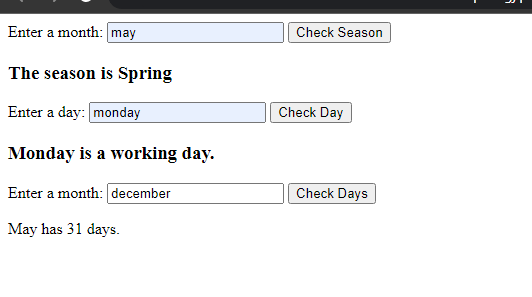 Enter a month: may Check Season
The season is Spring
Enter a day: monday Check Day
Monday is a working day.
Enter a month: december Check Days
May has 31 days.